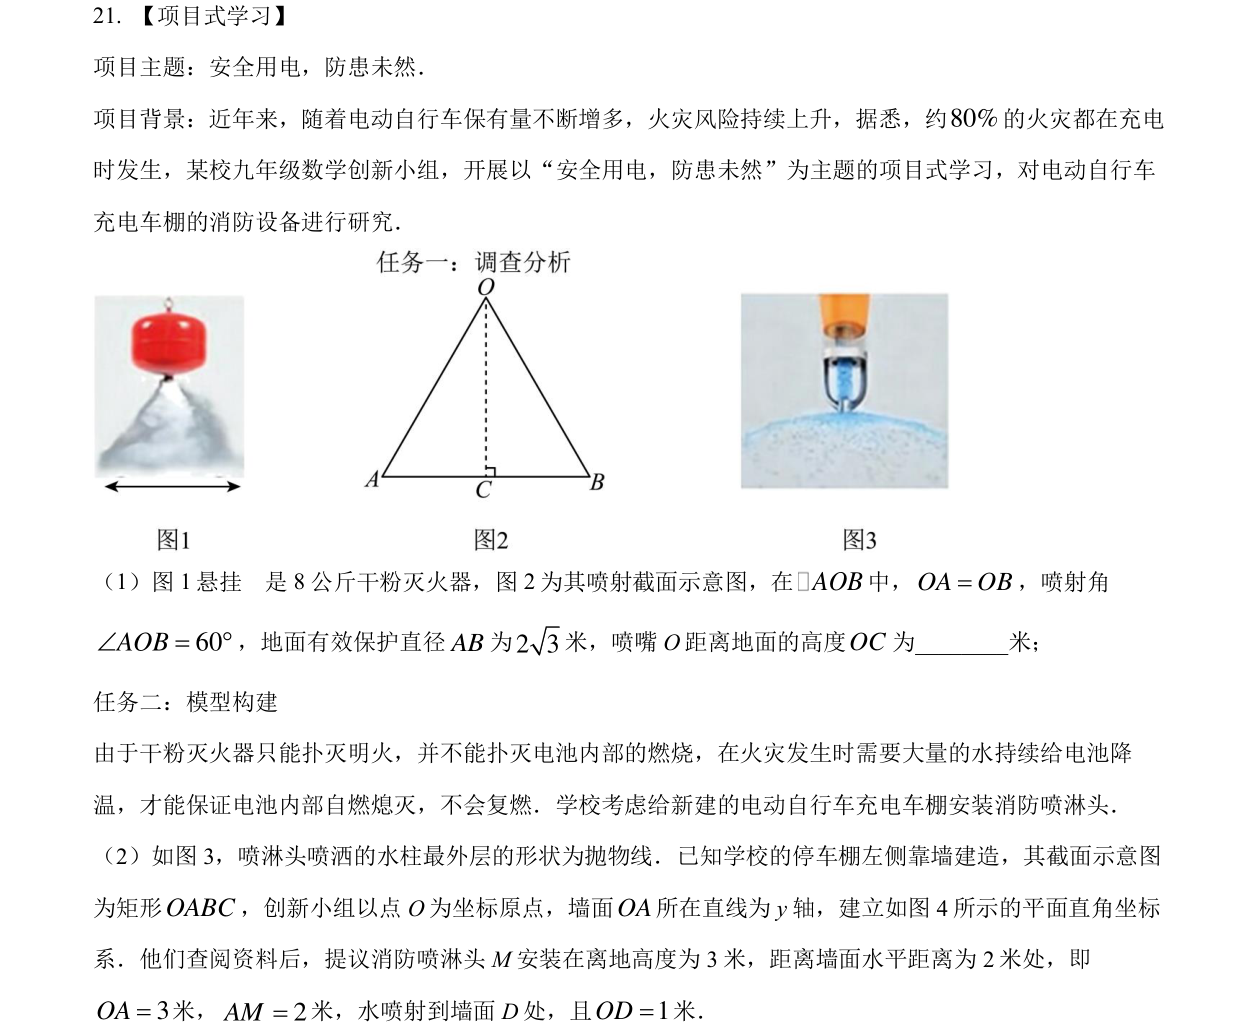 21. 【项目式学习】
项目主题：安全用电，防患未然．
项目背景：近年来，随着电动自行车保有量不断增多，火灾风险持续上升，据悉，约80%的火灾都在充电
时发生，某校九年级数学创新小组，开展以“安全用电，防患未然”为主题的项目式学习，对电动自行车
充电车棚的消防设备进行研究．
任务一：调查分析
O
A
C
B
图1
图2
图3
（1）图 1 悬挂 是 8 公斤干粉灭火器，图 2 为其喷射截面示意图，在□AOB 中，OA = OB，喷射角
∠AOB = 60°，地面有效保护直径 AB 为 2√3 米，喷嘴 O 距离地面的高度 OC 为________米；
任务二：模型构建
由于干粉灭火器只能扑灭明火，并不能扑灭电池内部的燃烧，在火灾发生时需要大量的水持续给电池降
温，才能保证电池内部自燃熄灭，不会复燃．学校考虑给新建的电动自行车充电车棚安装消防喷淋头．
（2）如图 3，喷淋头喷洒的水柱最外层的形状为抛物线．已知学校的停车棚左侧靠墙建造，其截面示意图
为矩形 OABC，创新小组以点 O 为坐标原点，墙面 OA 所在直线为 y 轴，建立如图 4 所示的平面直角坐标
系．他们查阅资料后，提议消防喷淋头 M 安装在离地高度为 3 米，距离墙面水平距离为 2 米处，即
OA = 3 米， AM = 2 米，水喷射到墙面 D 处，且 OD = 1 米．